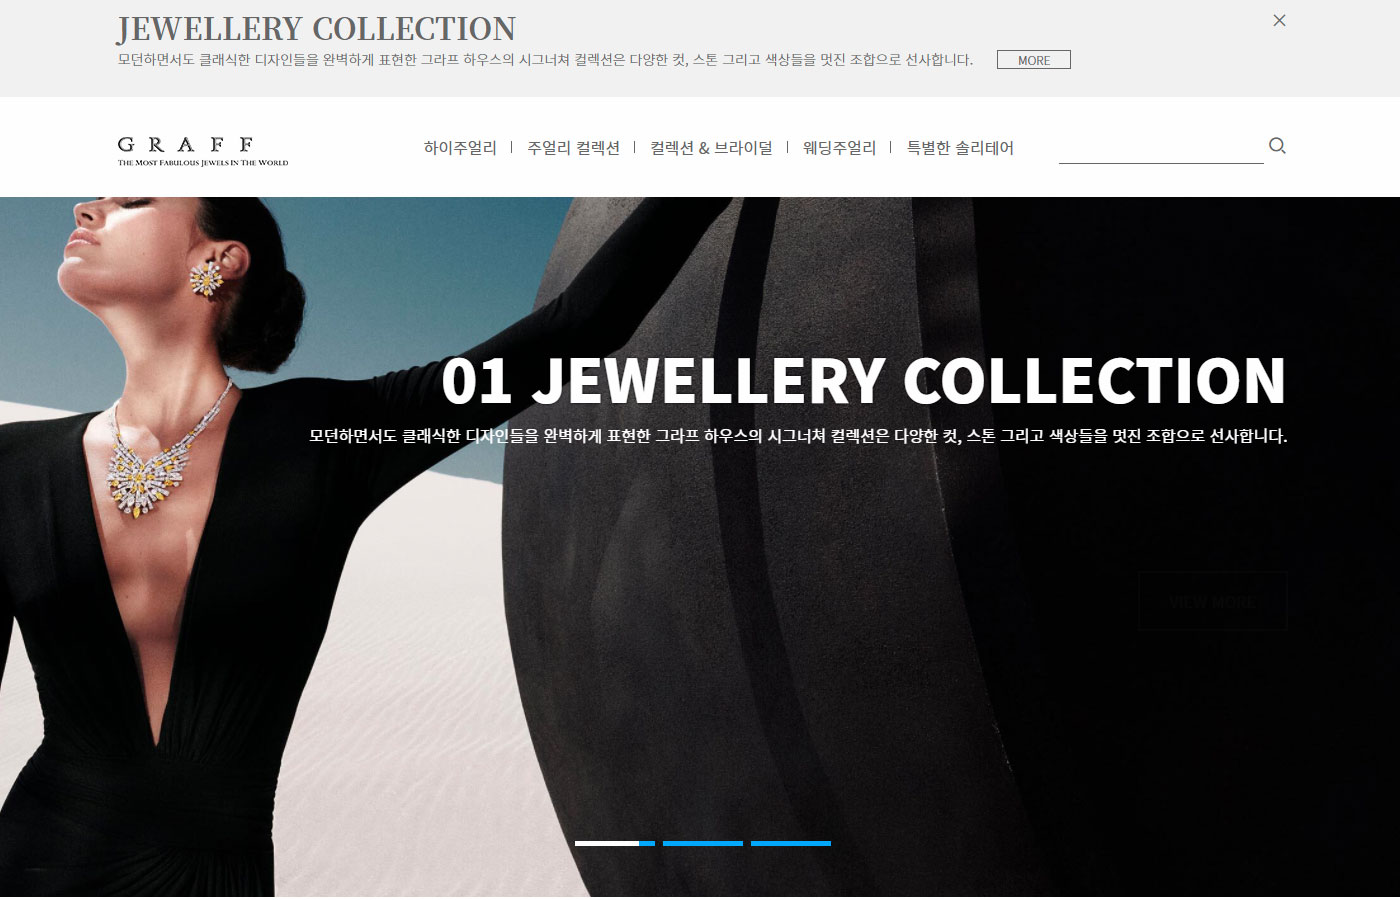 JEWELLERY COLLECTION
모던하면서도 클래식한 디자인들을 완벽하게 표현한 그라프 하우스의 시그너쳐 컬렉션은 다양한 컷, 스톤 그리고 색상들을 멋진 조합으로 선사합니다.
MORE
GRAFF
THE MOST FABULOUS JEWELS IN THE WORLD
하이주얼리 | 주얼리 컬렉션 | 컬렉션 & 브라이덜 | 웨딩주얼리 | 특별한 솔리테어
01 JEWELLERY COLLECTION
모던하면서도 클래식한 디자인들을 완벽하게 표현한 그라프 하우스의 시그너쳐 컬렉션은 다양한 컷, 스톤 그리고 색상들을 멋진 조합으로 선사합니다.
VIEW MORE